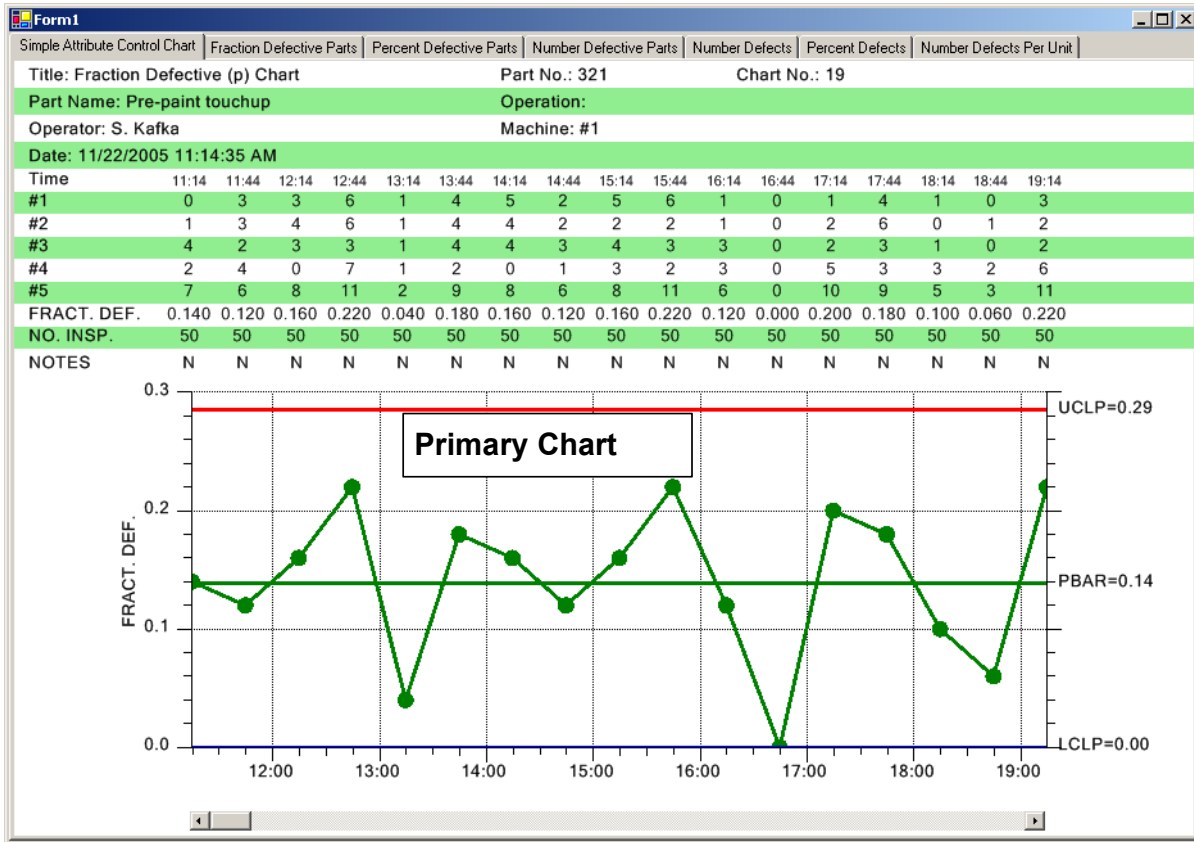 Form1
Simple Attribute Control Chart Fraction Defective Parts Percent Defective Parts Number Defective Parts Number Defects Percent Defects Number Defects Per Unit
Title: Fraction Defective (p) Chart Part No.: 321 Chart No.: 19
Part Name: Pre-paint touchup Operation:
Operator: S. Kafka Machine: #1
Date: 11/22/2005 11:14:35 AM
Time 11:14 11:44 12:14 12:44 13:14 13:44 14:14 14:44 15:14 15:44 16:14 16:44 17:14 17:44 18:14 18:44 19:14
#1 0 3 3 6 1 4 5 2 5 6 1 0 1 4 1 0 3
#2 1 3 4 6 1 4 4 2 2 2 1 0 2 6 0 1 2
#3 4 2 3 3 1 4 4 3 4 3 3 0 2 3 1 0 2
#4 2 4 0 7 1 2 0 1 3 2 3 0 5 3 3 2 6
#5 7 6 8 11 2 9 8 6 8 11 6 0 10 9 5 3 11
FRACT. DEF. 0.140 0.120 0.160 0.220 0.040 0.180 0.160 0.120 0.160 0.220 0.120 0.000 0.200 0.180 0.100 0.060 0.220
NO. INSP. 50 50 50 50 50 50 50 50 50 50 50 50 50 50 50 50 50
NOTES N N N N N N N N N N N N N N N N N
0.3
UCLP=0.29
Primary Chart
0.2
FRACT. DEF.
PBAR=0.14
0.1
0.0
LCLP=0.00
12:00 13:00 14:00 15:00 16:00 17:00 18:00 19:00